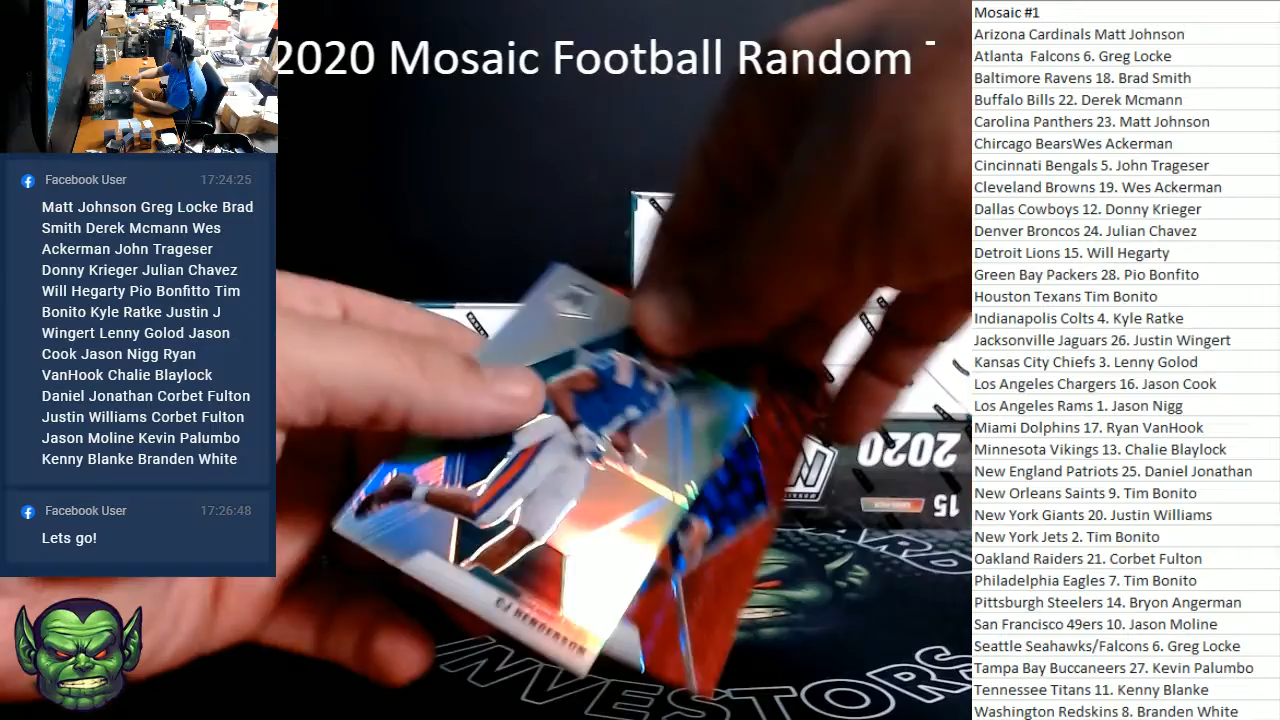 2020 Mosaic Football Random T
Facebook User 17:24:25
Matt Johnson Greg Locke Brad
Smith Derek Mcmann Wes
Ackerman John Trageser
Donny Krieger Julian Chavez
Will Hegarty Pio Bonfitto Tim
Bonito Kyle Ratke Justin J
Wingert Lenny Golod Jason
Cook Jason Nigg Ryan
VanHook Chalie Blaylock
Daniel Jonathan Corbet Fulton
Justin Williams Corbet Fulton
Jason Moline Kevin Palumbo
Kenny Blanke Branden White
Facebook User 17:26:48
Lets go!
CJ HENDERSON
2020
15
INVESTORS
Mosaic #1
Arizona Cardinals Matt Johnson
Atlanta  Falcons 6. Greg Locke
Baltimore Ravens 18. Brad Smith
Buffalo Bills 22. Derek Mcmann
Carolina Panthers 23. Matt Johnson
Chircago BearsWes Ackerman
Cincinnati Bengals 5. John Trageser
Cleveland Browns 19. Wes Ackerman
Dallas Cowboys 12. Donny Krieger
Denver Broncos 24. Julian Chavez
Detroit Lions 15. Will Hegarty
Green Bay Packers 28. Pio Bonfito
Houston Texans Tim Bonito
Indianapolis Colts 4. Kyle Ratke
Jacksonville Jaguars 26. Justin Wingert
Kansas City Chiefs 3. Lenny Golod
Los Angeles Chargers 16. Jason Cook
Los Angeles Rams 1. Jason Nigg
Miami Dolphins 17. Ryan VanHook
Minnesota Vikings 13. Chalie Blaylock
New England Patriots 25. Daniel Jonathan
New Orleans Saints 9. Tim Bonito
New York Giants 20. Justin Williams
New York Jets 2. Tim Bonito
Oakland Raiders 21. Corbet Fulton
Philadelphia Eagles 7. Tim Bonito
Pittsburgh Steelers 14. Bryon Angerman
San Francisco 49ers 10. Jason Moline
Seattle Seahawks/Falcons 6. Greg Locke
Tampa Bay Buccaneers 27. Kevin Palumbo
Tennessee Titans 11. Kenny Blanke
Washington Redskins 8. Branden White